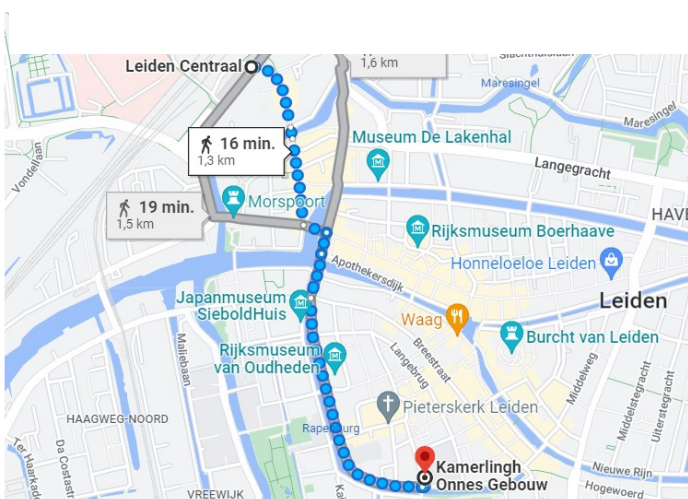 Slachthuislaan
Leiden Centraal
1,6 km
Maresingel
Maresingel
16 min.
1,3 km
Museum De Lakenhal
Langegracht
Vondellaan
19 min.
1,5 km
Morspoort
HAVE
Rijksmuseum Boerhaave
Apothekersdijk
Honneloeloe Leiden
Japanmuseum
SieboldHuis
Leiden
Waag
Burcht van Leiden
Breestraat
Langebrug
Rijksmuseum
van Oudheden
Maliebaan
Middelweg
Middelstegracht
Uiterstegracht
Pieterskerk Leiden
HAAGWEG-NOORD
Rapenburg
Ter Haarkade
Da Costastr
Kamerlingh
Onnes Gebouw
Nieuwe Rijn
Hogewoerd
VREEWIJK